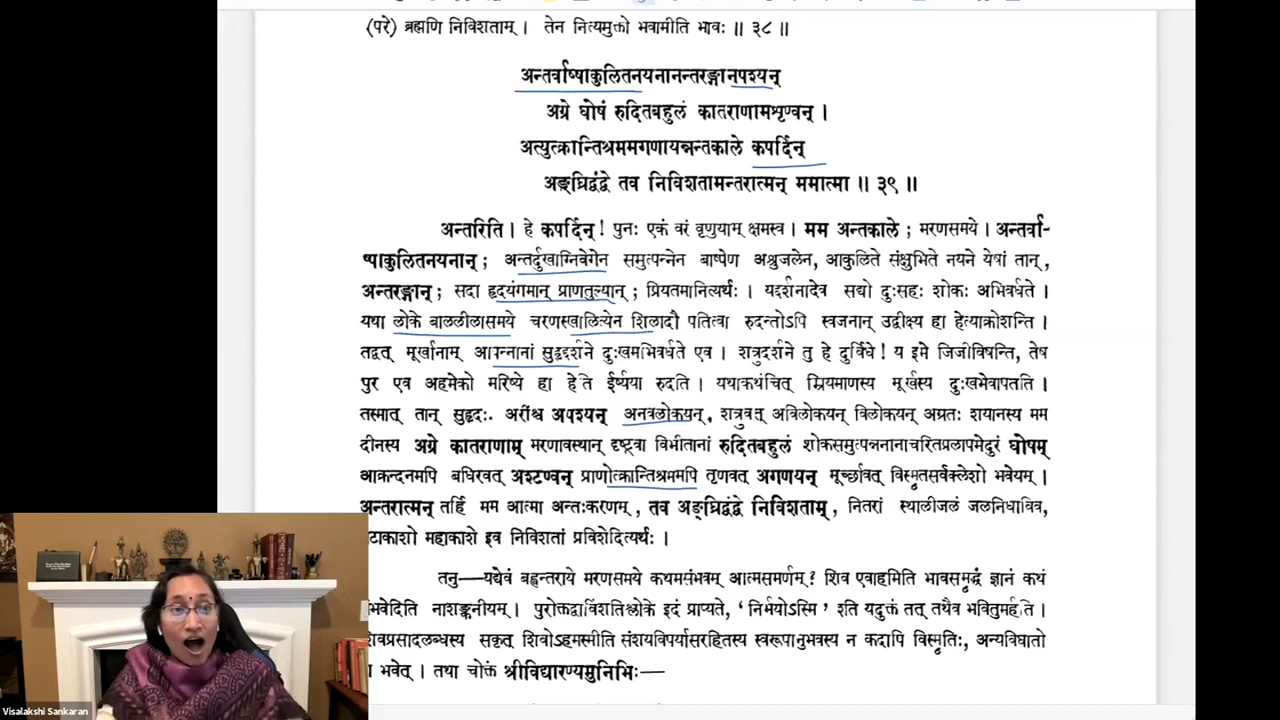 (परे) ब्रह्मणि निविशताम् । तेन नित्यमुक्तो भवामीति भावः ॥ ३८ ॥
अन्तर्वाष्पाकुलितनयनानन्तरङ्गानपश्यन्
अग्रे घोषं रुदितबहुलं कातराणामशृण्वन् ।
अत्युत्क्रान्तिश्रममगणायन्नन्तकाले कपर्दिन्
अङ्घ्रिद्वंद्वे तव निविशतामन्तरात्मन् ममात्मा ॥ ३९ ॥
अन्तरिति । हे कपर्दिन् ! पुनः एकं वरं वृणुयाम् क्षमस्व । मम अन्तकाले ; मरणसमये । अन्तर्वा-
ष्पाकुलितनयनान् ; अन्तर्दुखाग्निवेगेन समुत्पन्नेन बाष्पेण अश्रुजलेन, आकुलिते संक्षुभिते नयने येषां तान् ,
अन्तरङ्गान् ; सदा हृदयंगमान् प्राणतुल्यान् ; प्रियतमानित्यर्थः । यद्दर्शनादेव सद्यो दुःसहः शोकः अभिवर्धते ।
यथा लोके बाललीलासमये चरणस्खालित्येन शिलादौ पतित्वा रुदन्तोऽपि स्वजनान् उद्वीक्ष्य हा हेत्याक्रोशन्ति ।
तद्वत् मूर्खानाम् आपन्नानां सुहृद्दर्शने दुःखमभिवर्धते एव । शत्रुदर्शने तु हे दुर्विधे ! य इमे जिजीविषन्ति, तेष
पुर एव अहमेको मरिष्ये हा हेति ईर्ष्यया रुदति । यथाकथंचित् म्रियमाणस्य मूर्खस्य दुःखमेवापतति ।
तस्मात् तान् सुहृदः. अरींश्च अपश्यन् अनवलोकयन्, शत्रुवत् अविलोकयन् विलोकयन् अग्रतः शयानस्य मम
दीनस्य अग्रे कातराणाम् मरणावस्थान् दृष्ट्वा विभीतानां रुदितबहुलं शोकसमुत्पन्ननानाचरितप्रलापमेदुरं घोषम्
आक्रन्दनमपि बधिरवत् अश्टण्वन् प्राणोत्क्रान्तिश्रममपि तृणवत् अगणयन् मूर्च्छावत् विस्मृतसर्वक्लेशो भवेयम् ।
अन्तरात्मन् तर्हि मम आत्मा अन्तःकरणम् , तव अङ्घ्रिद्वंद्वे निविशताम् , नितरां स्थालीजलं जलनिधाविव,
टाकाशो महाकाशे इव निविशतां प्रविशेदित्यर्थः ।
तनु—यद्येवं बह्वन्तराये मरणसमये कथमसंभवम् आत्मसमर्णम् ? शिव एवाहमिति भावसमृद्धं ज्ञानं कथं
भवेदिति नाशङ्कनीयम् । पुरोक्तद्वाविंशतिश्लोके इदं प्राप्यते, ‘ निर्भयोऽस्मि ’ इति यदुक्तं तत् तथैव भवितुमर्हति ।
शिवप्रसादलब्धस्य सकृत् शिवोऽहमस्मीति संशयविपर्यासरहितस्य स्वरूपानुभवस्य न कदापि विस्मृतिः, अन्यविघातो
भवेत् । तथा चोक्तं श्रीविद्यारण्यमुनिभिः—
Visalakshi Sankaran